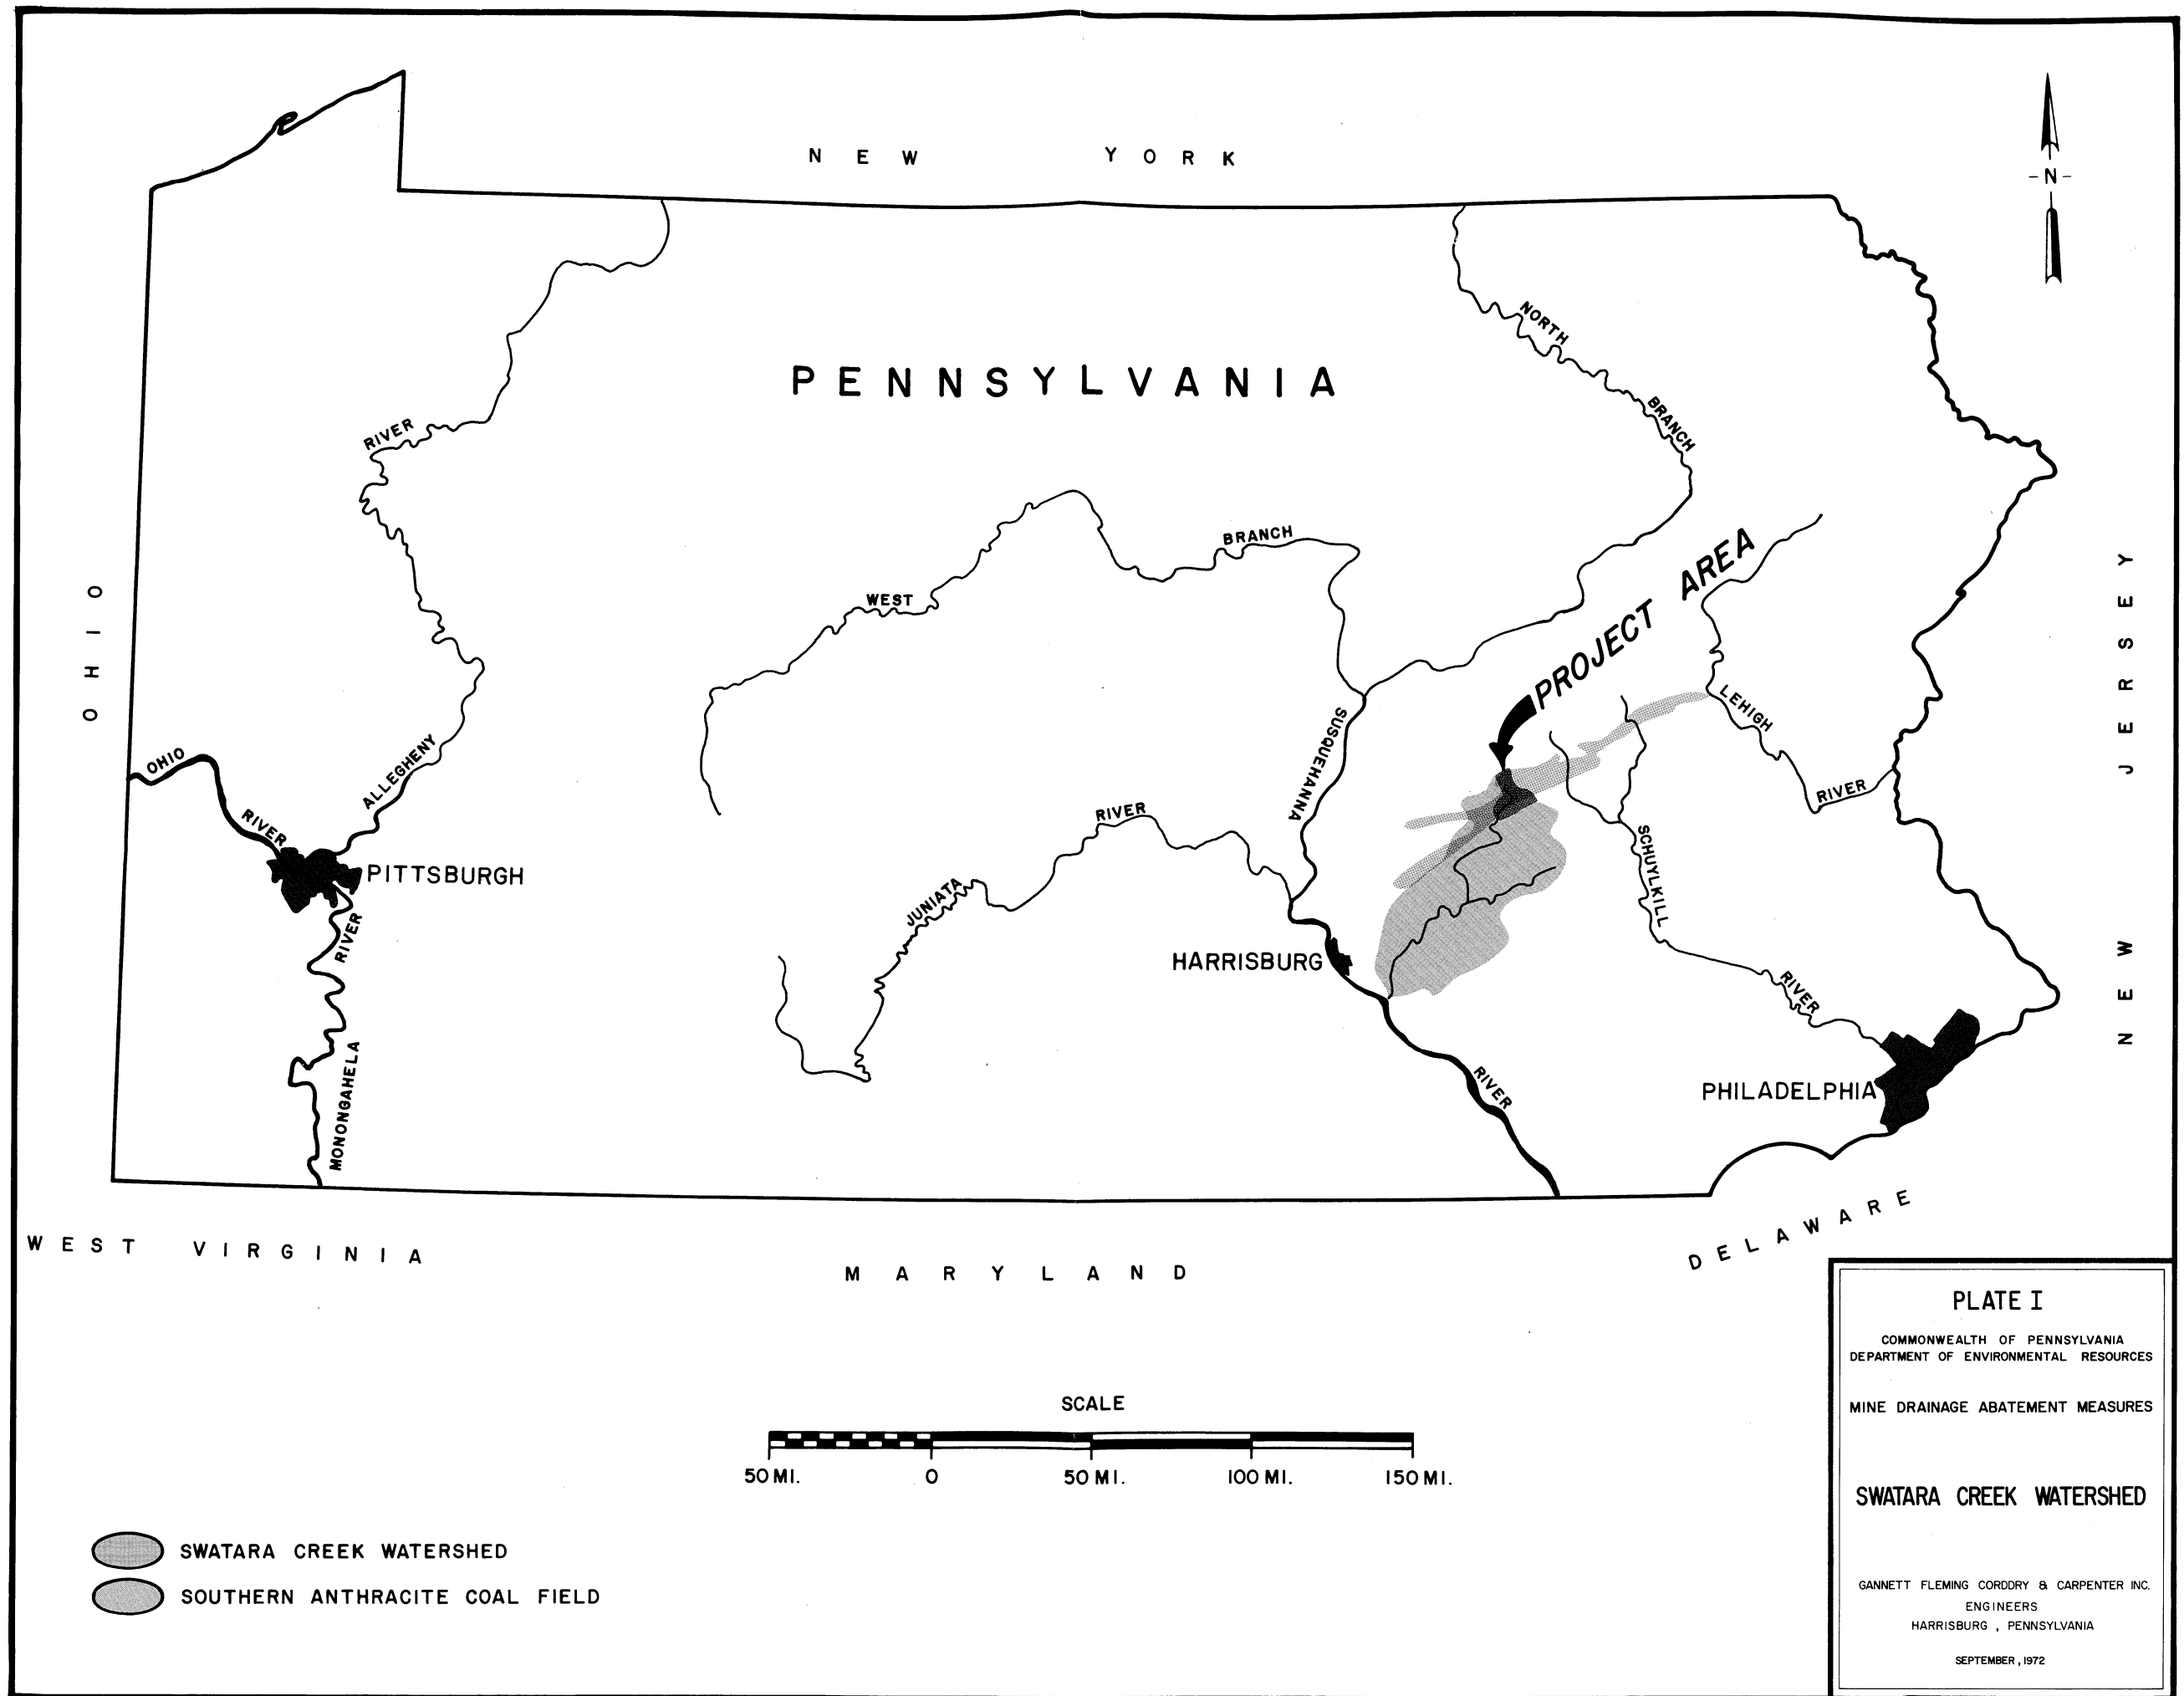 NEW YORK
- N -
PENNSYLVANIA
NORTH
BRANCH
RIVER
BRANCH
WEST
PROJECT AREA
OHIO
NEW JERSEY
LEHIGH
RIVER
SUSQUEHANNA
OHIO
RIVER
ALLEGHENY
RIVER
JUNIATA
SCHUYLKILL
RIVER
PITTSBURGH
RIVER
MONONGAHELA
HARRISBURG
RIVER
PHILADELPHIA
WEST VIRGINIA
MARYLAND
DELAWARE
SCALE
50 MI. 0 50 MI. 100 MI. 150 MI.
SWATARA CREEK WATERSHED
SOUTHERN ANTHRACITE COAL FIELD
PLATE I
COMMONWEALTH OF PENNSYLVANIA
DEPARTMENT OF ENVIRONMENTAL RESOURCES
MINE DRAINAGE ABATEMENT MEASURES
SWATARA CREEK WATERSHED
GANNETT FLEMING CORDDRY & CARPENTER INC.
ENGINEERS
HARRISBURG , PENNSYLVANIA
SEPTEMBER , 1972